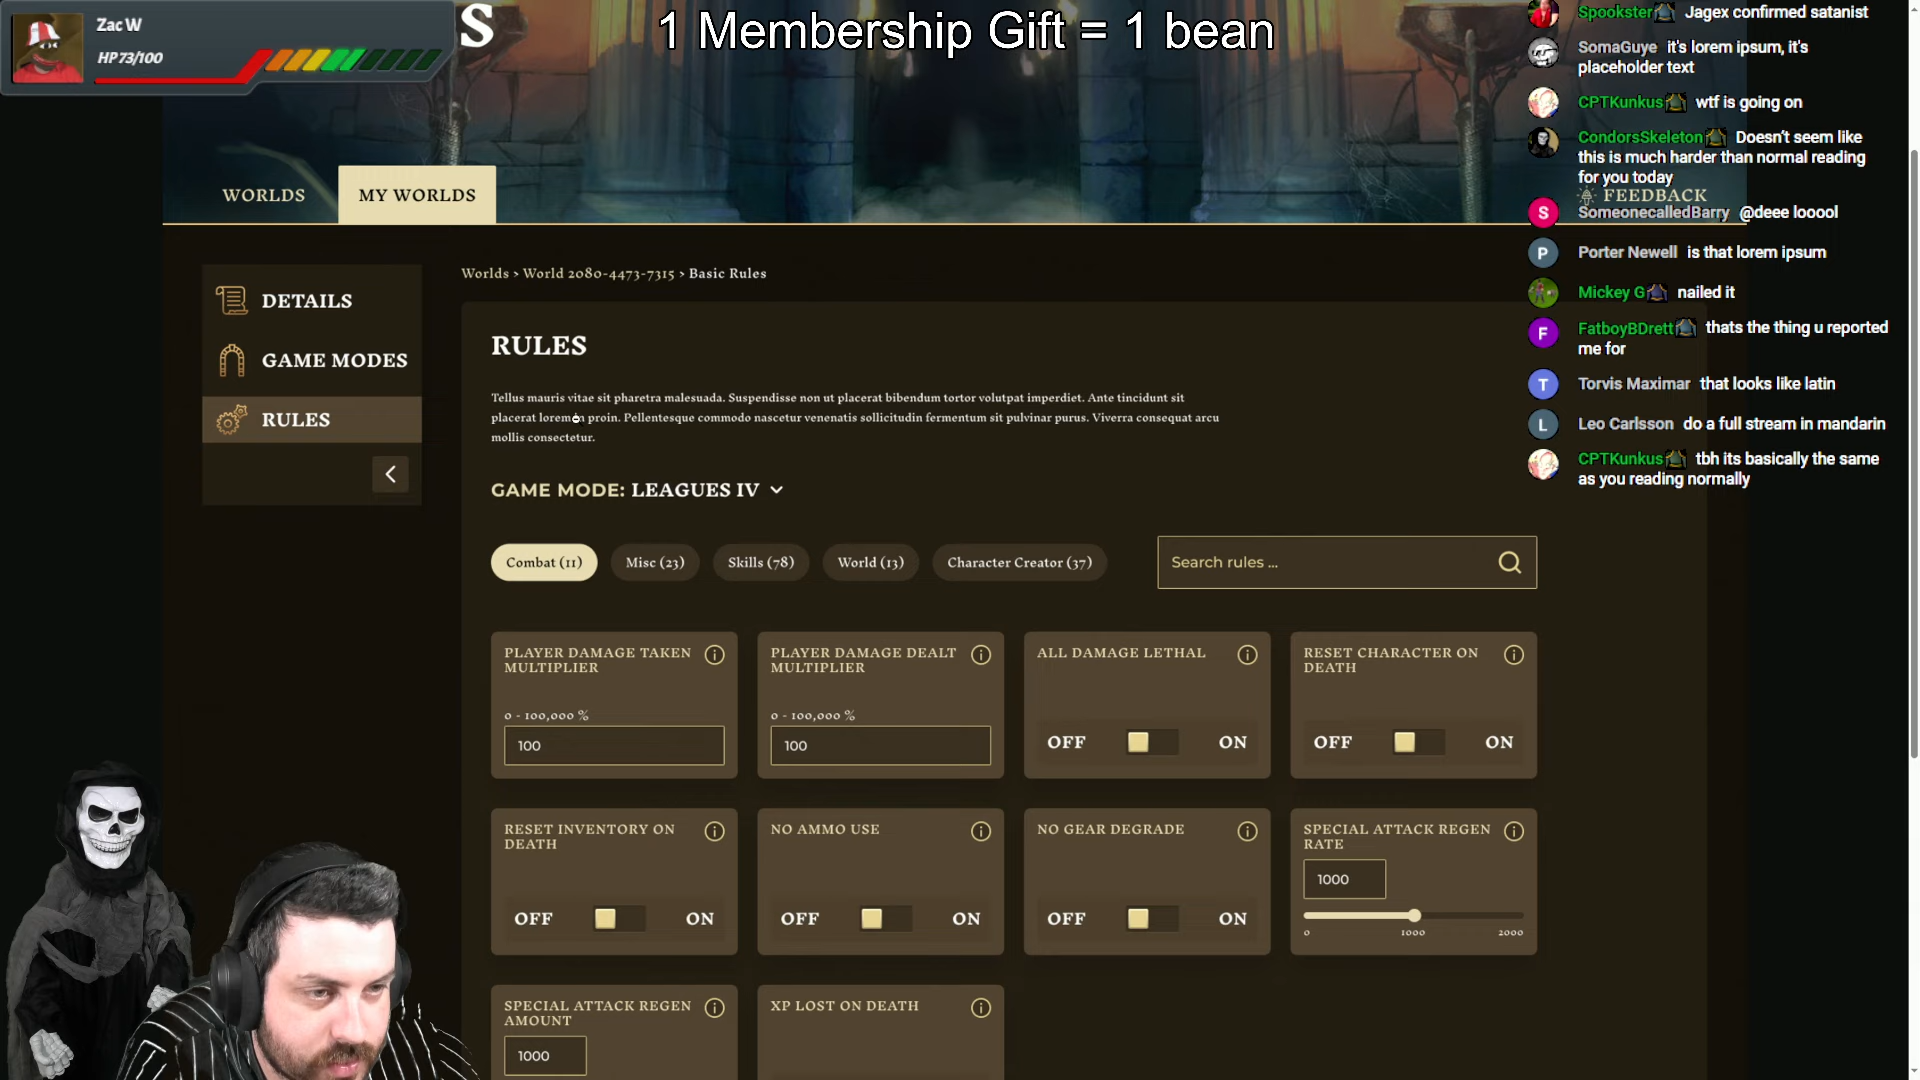 Zac W
HP 73/100
S
1 Membership Gift = 1 bean
Spookster Jagex confirmed satanist
SomaGuye it's lorem ipsum, it's
placeholder text
CPTKunkus wtf is going on
CondorsSkeleton Doesn't seem like
this is much harder than normal reading
for you today
FEEDBACK
SomeonecalledBarry @deee looool
Porter Newell is that lorem ipsum
Mickey G nailed it
FatboyBDrett thats the thing u reported
me for
Torvis Maximar that looks like latin
Leo Carlsson do a full stream in mandarin
CPTKunkus tbh its basically the same
as you reading normally
S
P
F
T
L
WORLDS
MY WORLDS
DETAILS
GAME MODES
RULES
Worlds > World 2080-4473-7315 > Basic Rules
RULES
Tellus mauris vitae sit pharetra malesuada. Suspendisse non ut placerat bibendum tortor volutpat imperdiet. Ante tincidunt sit
placerat lorem proin. Pellentesque commodo nascetur venenatis sollicitudin fermentum sit pulvinar purus. Viverra consequat arcu
mollis consectetur.
GAME MODE: LEAGUES IV
Combat (11)
Misc (23)
Skills (78)
World (13)
Character Creator (37)
Search rules ...
PLAYER DAMAGE TAKEN
MULTIPLIER
0 - 100,000 %
100
PLAYER DAMAGE DEALT
MULTIPLIER
0 - 100,000 %
100
ALL DAMAGE LETHAL
OFF ON
RESET CHARACTER ON
DEATH
OFF ON
RESET INVENTORY ON
DEATH
OFF ON
NO AMMO USE
OFF ON
NO GEAR DEGRADE
OFF ON
SPECIAL ATTACK REGEN
RATE
1000
0 1000 2000
SPECIAL ATTACK REGEN
AMOUNT
1000
XP LOST ON DEATH